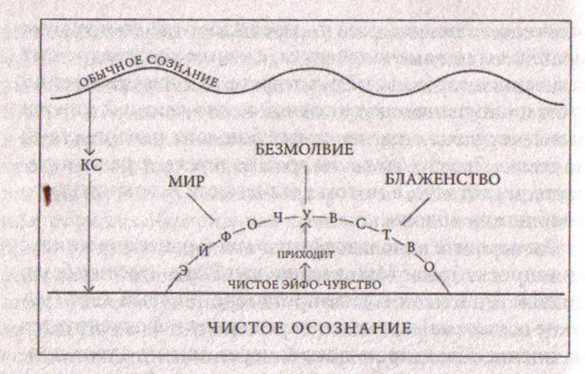 ОБЫЧНОЕ СОЗНАНИЕ
БЕЗМОЛВИЕ
КС
МИР
БЛАЖЕНСТВО
Э – Й – Ф – О – Ч – У – В – С – Т – В – О
ПРИХОДИТ
ЧИСТОЕ ЭЙФО-ЧУВСТВО
ЧИСТОЕ ОСОЗНАНИЕ